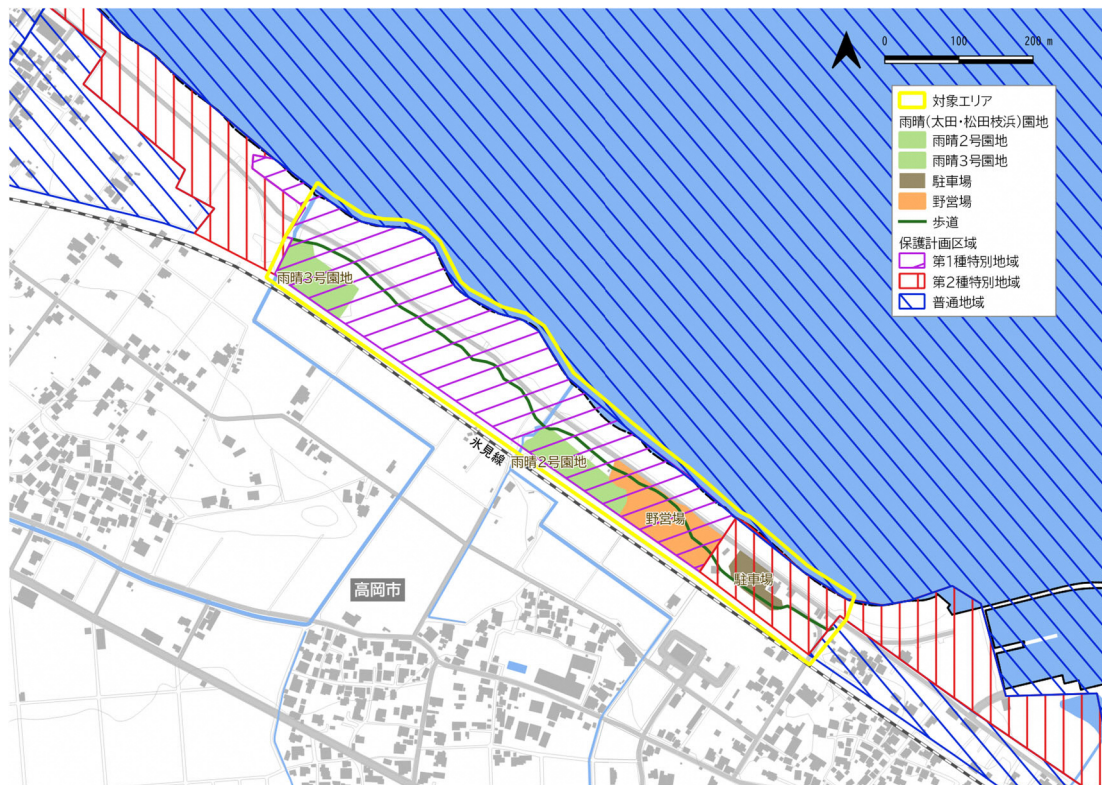 0 100 200 m
対象エリア
雨晴(太田・松田枝浜)園地
雨晴2号園地
雨晴3号園地
駐車場
野営場
歩道
保護計画区域
第1種特別地域
第2種特別地域
普通地域
雨晴3号園地
氷見線
雨晴2号園地
野営場
駐車場
高岡市